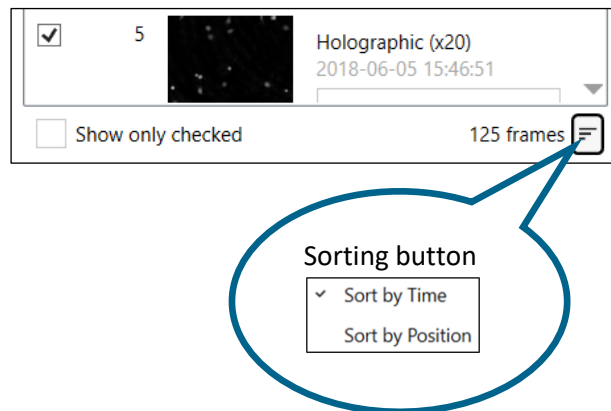 5
Holographic (x20)
2018-06-05 15:46:51
Show only checked
125 frames
Sorting button
Sort by Time
Sort by Position